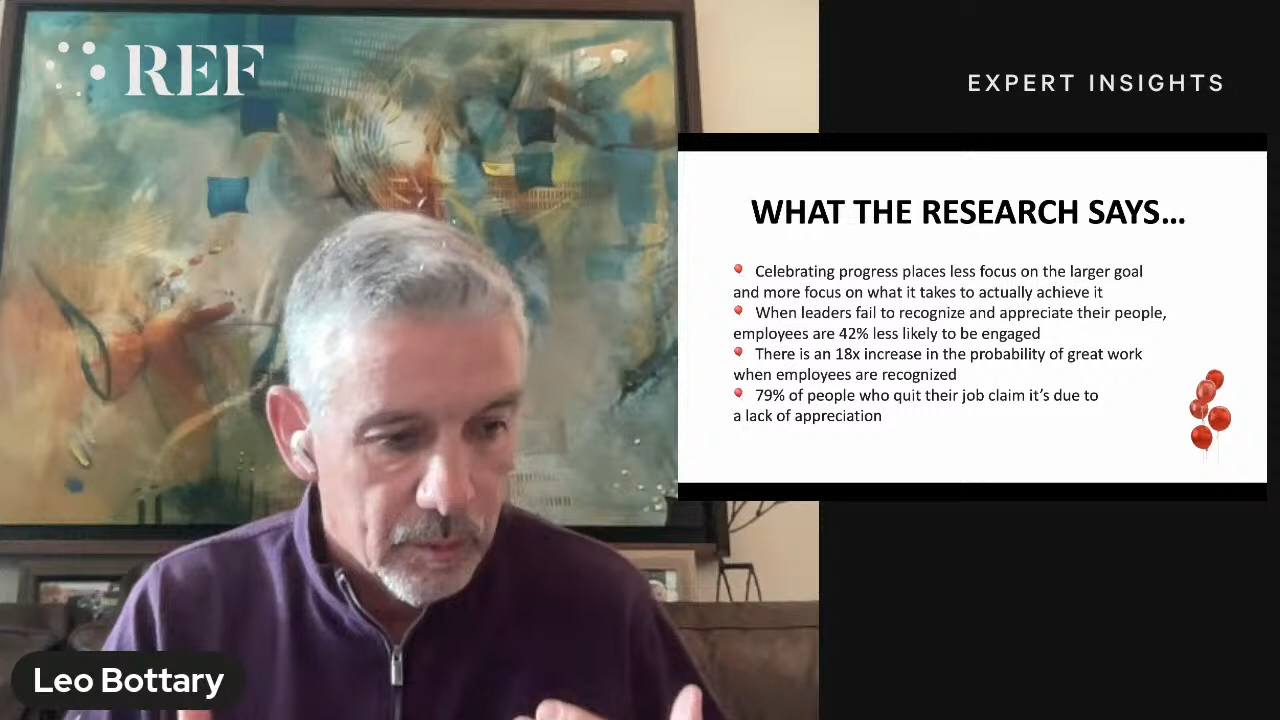 REF
EXPERT INSIGHTS
WHAT THE RESEARCH SAYS...
Celebrating progress places less focus on the larger goal
and more focus on what it takes to actually achieve it
When leaders fail to recognize and appreciate their people,
employees are 42% less likely to be engaged
There is an 18x increase in the probability of great work
when employees are recognized
79% of people who quit their job claim it’s due to
a lack of appreciation
Leo Bottary